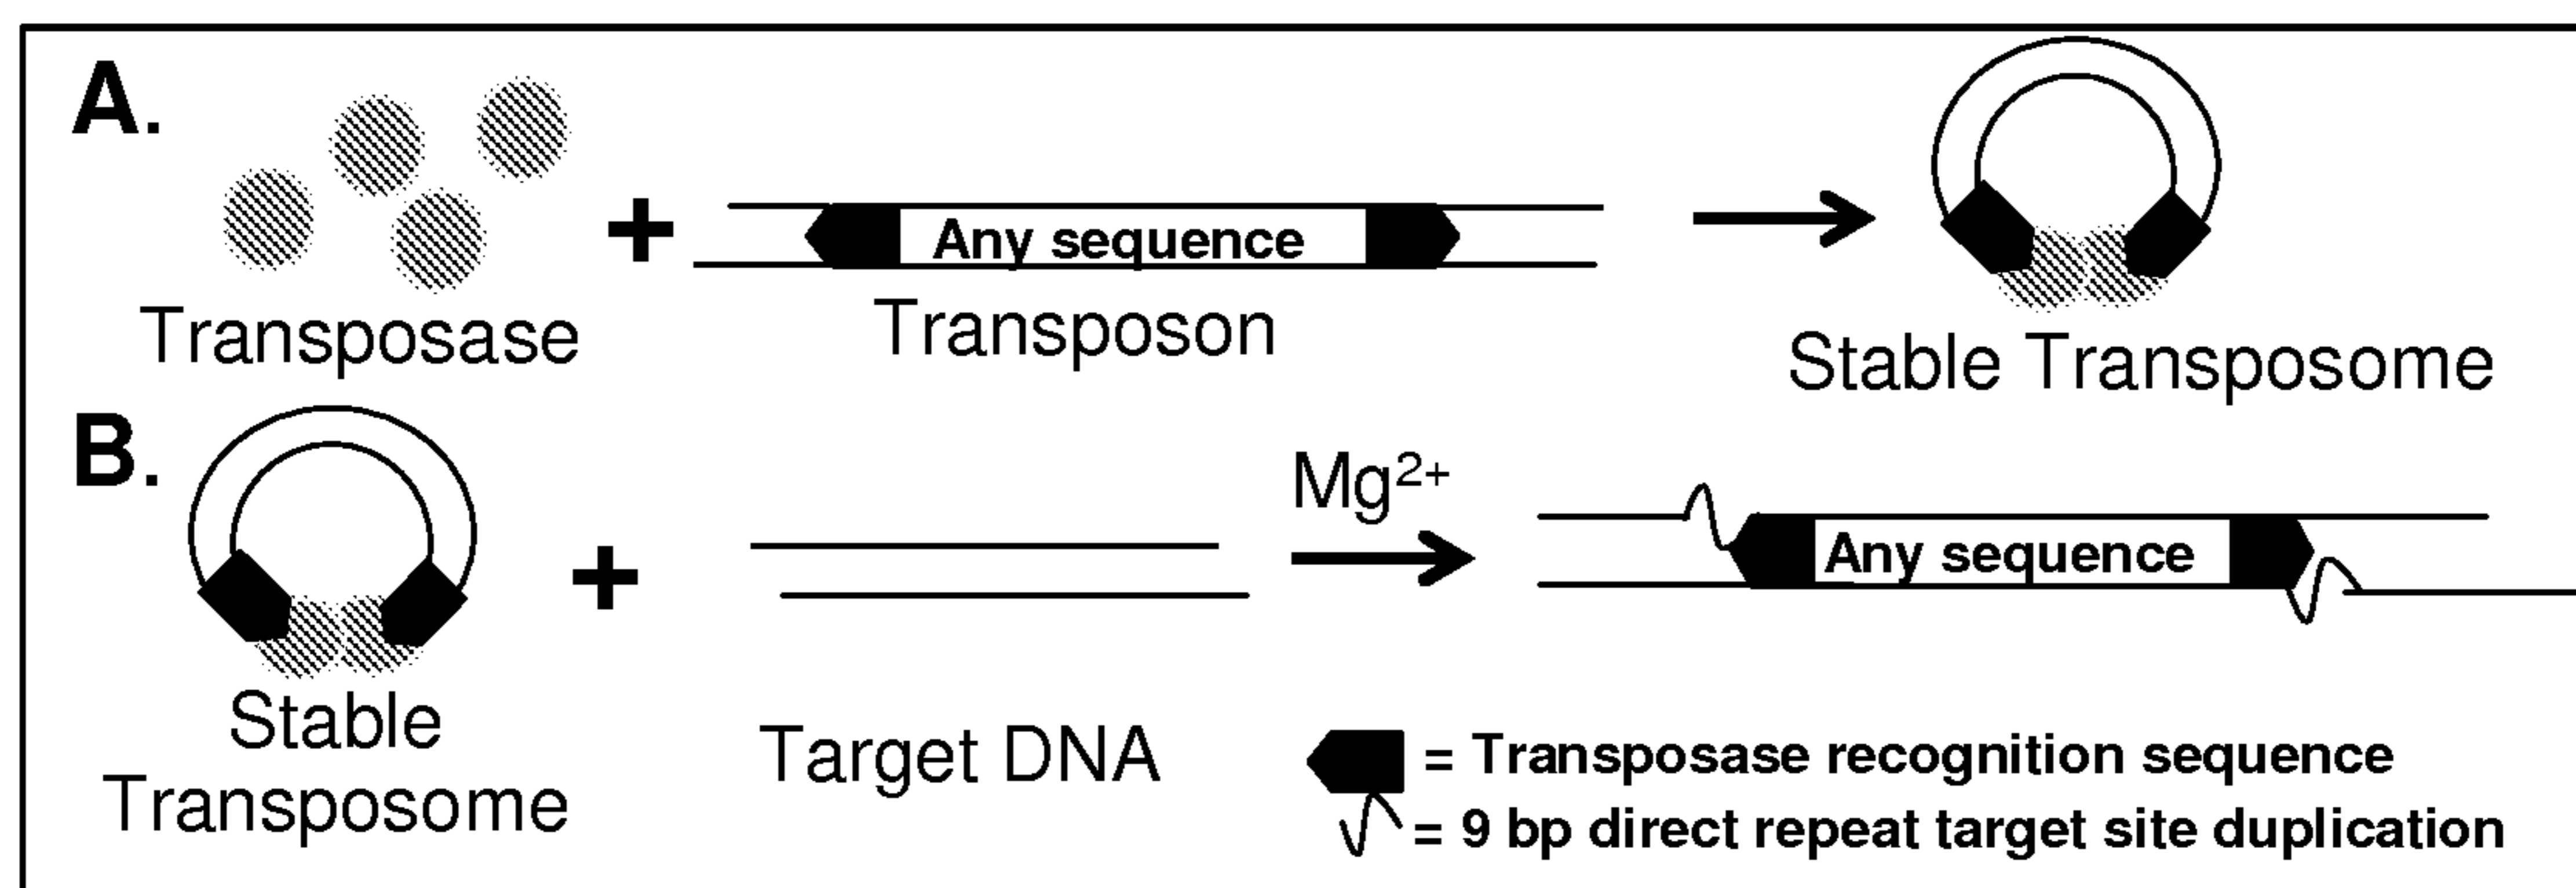 A.
+
Any sequence
Transposase
Transposon
Stable Transposome
B.
Mg²⁺
+
Any sequence
Stable
Transposome
Target DNA
= Transposase recognition sequence
= 9 bp direct repeat target site duplication